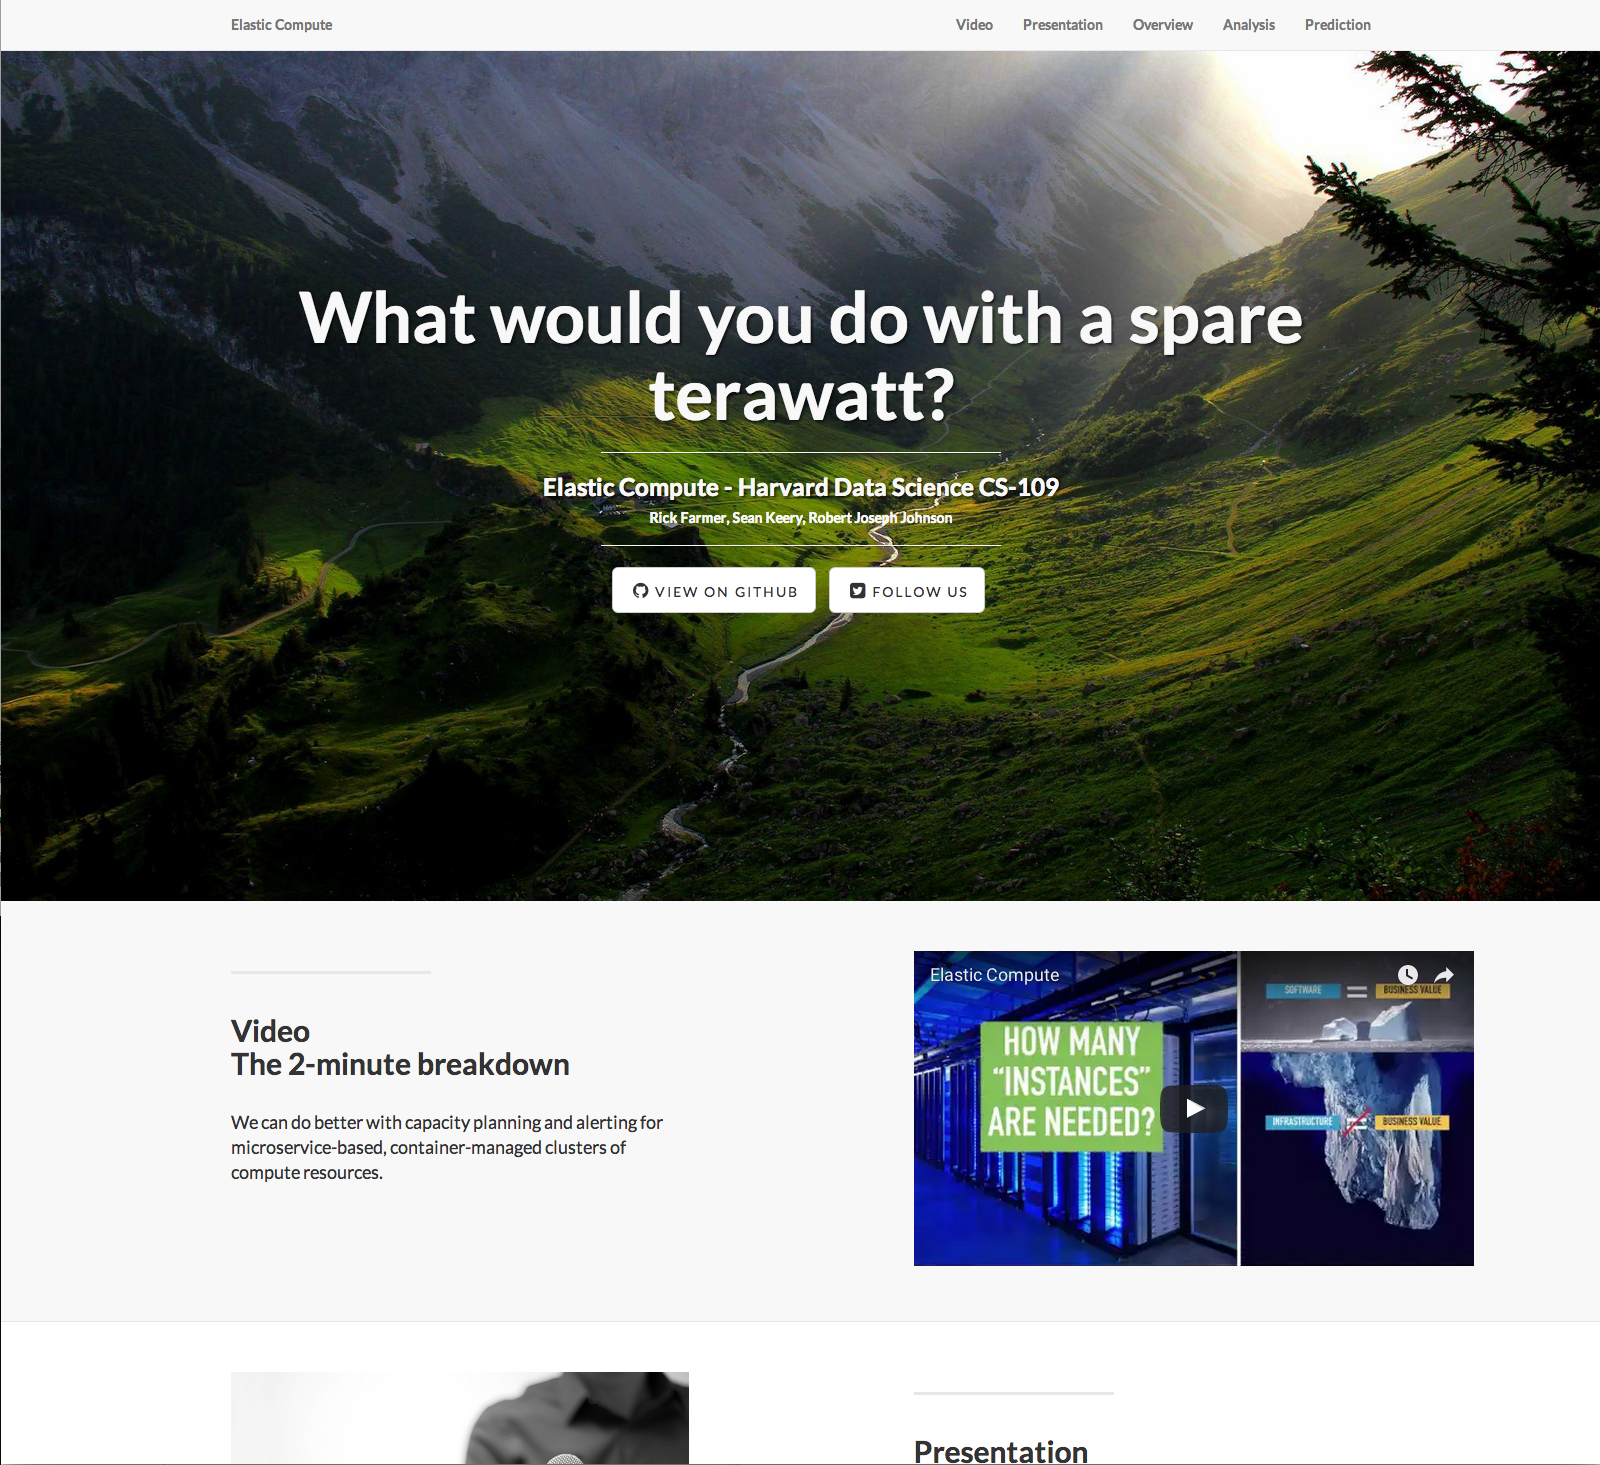 Elastic Compute
Video
Presentation
Overview
Analysis
Prediction
What would you do with a spare
terawatt?
Elastic Compute - Harvard Data Science CS-109
Rick Farmer, Sean Keery, Robert Joseph Johnson
VIEW ON GITHUB
FOLLOW US
Video
The 2-minute breakdown
We can do better with capacity planning and alerting for
microservice-based, container-managed clusters of
compute resources.
Elastic Compute
HOW MANY
“INSTANCES”
ARE NEEDED?
SOFTWARE
BUSINESS VALUE
INFRASTRUCTURE
BUSINESS VALUE
Presentation